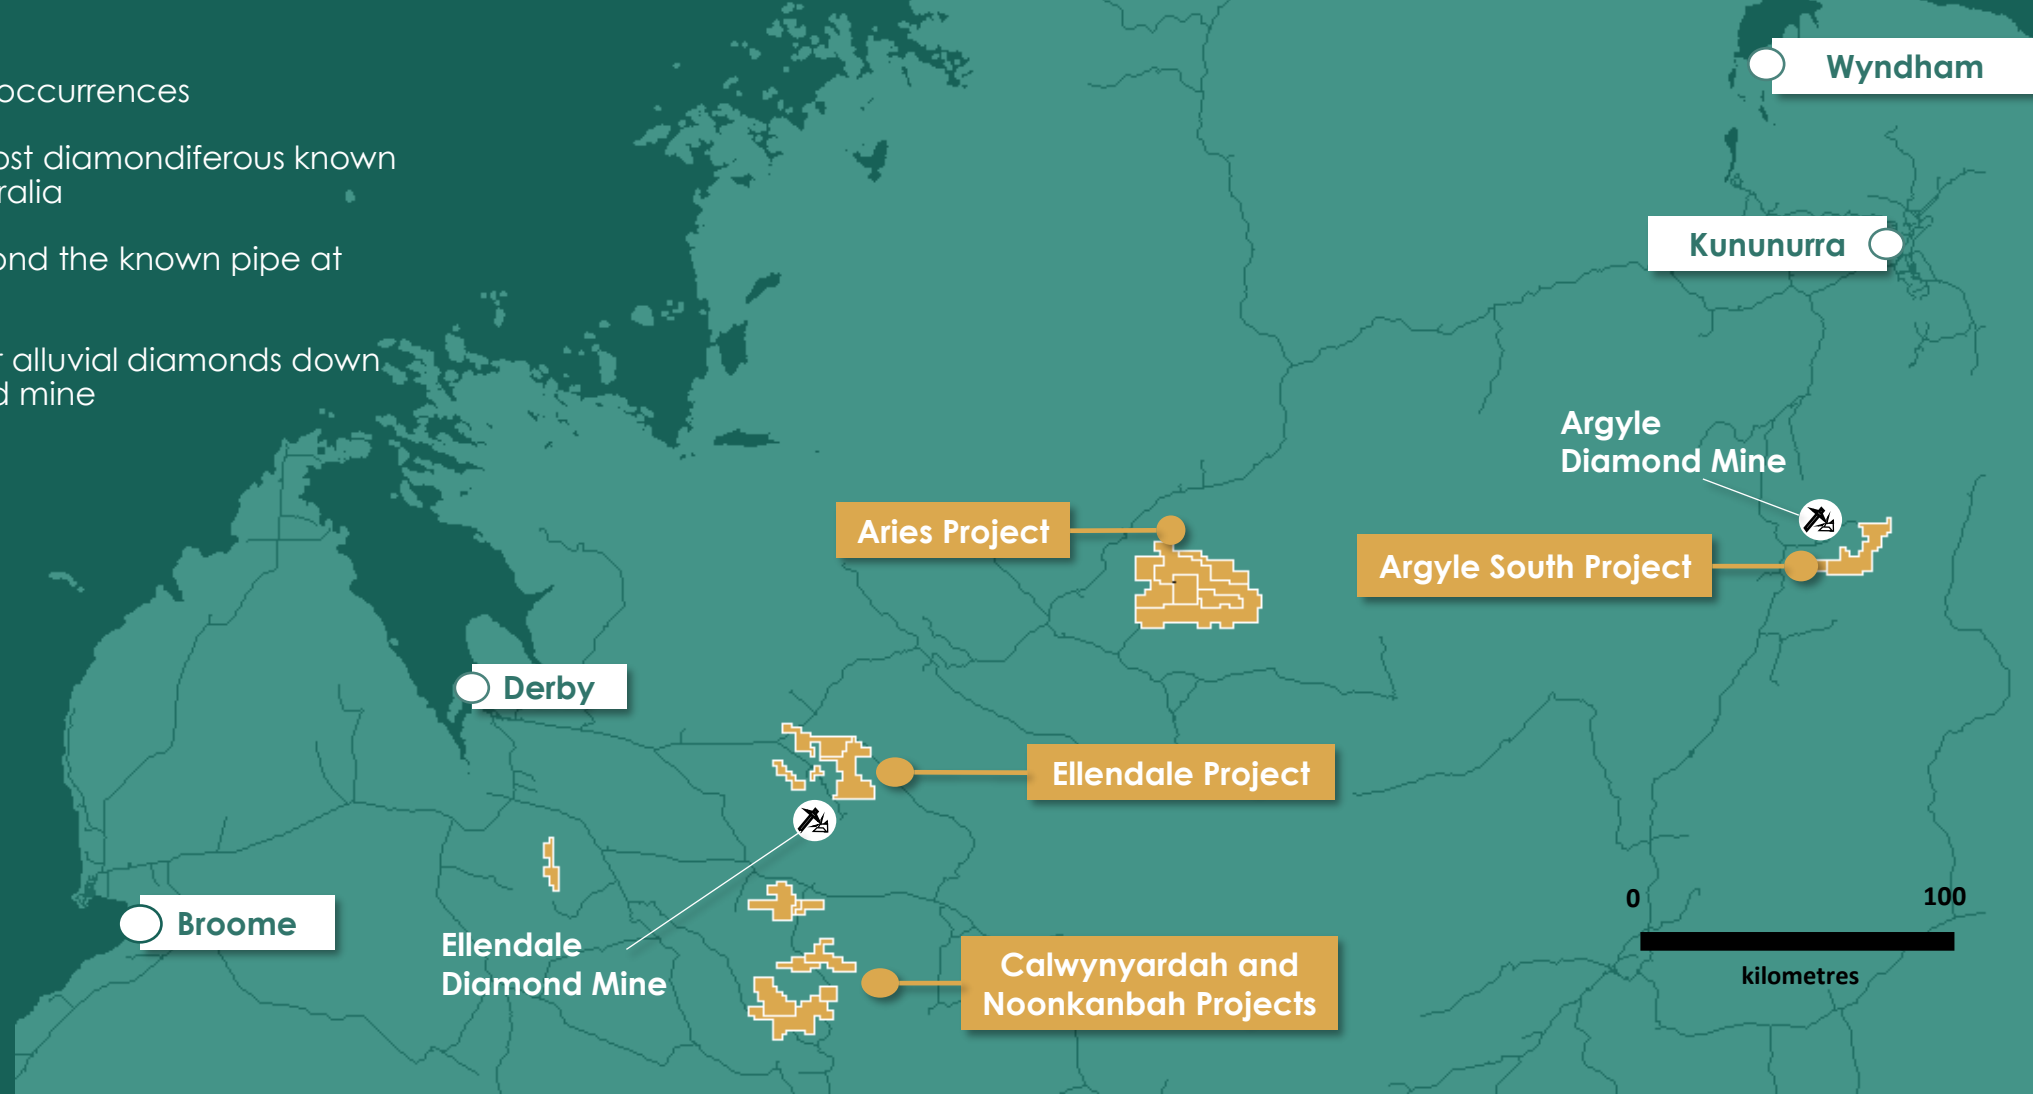 occurrences
ost diamondiferous known
ralia
ond the known pipe at
r alluvial diamonds down
d mine
Wyndham
Kununurra
Argyle
Diamond Mine
Aries Project
Argyle South Project
Derby
Ellendale Project
Broome
Ellendale
Diamond Mine
Calwynyardah and
Noonkanbah Projects
0 100
kilometres